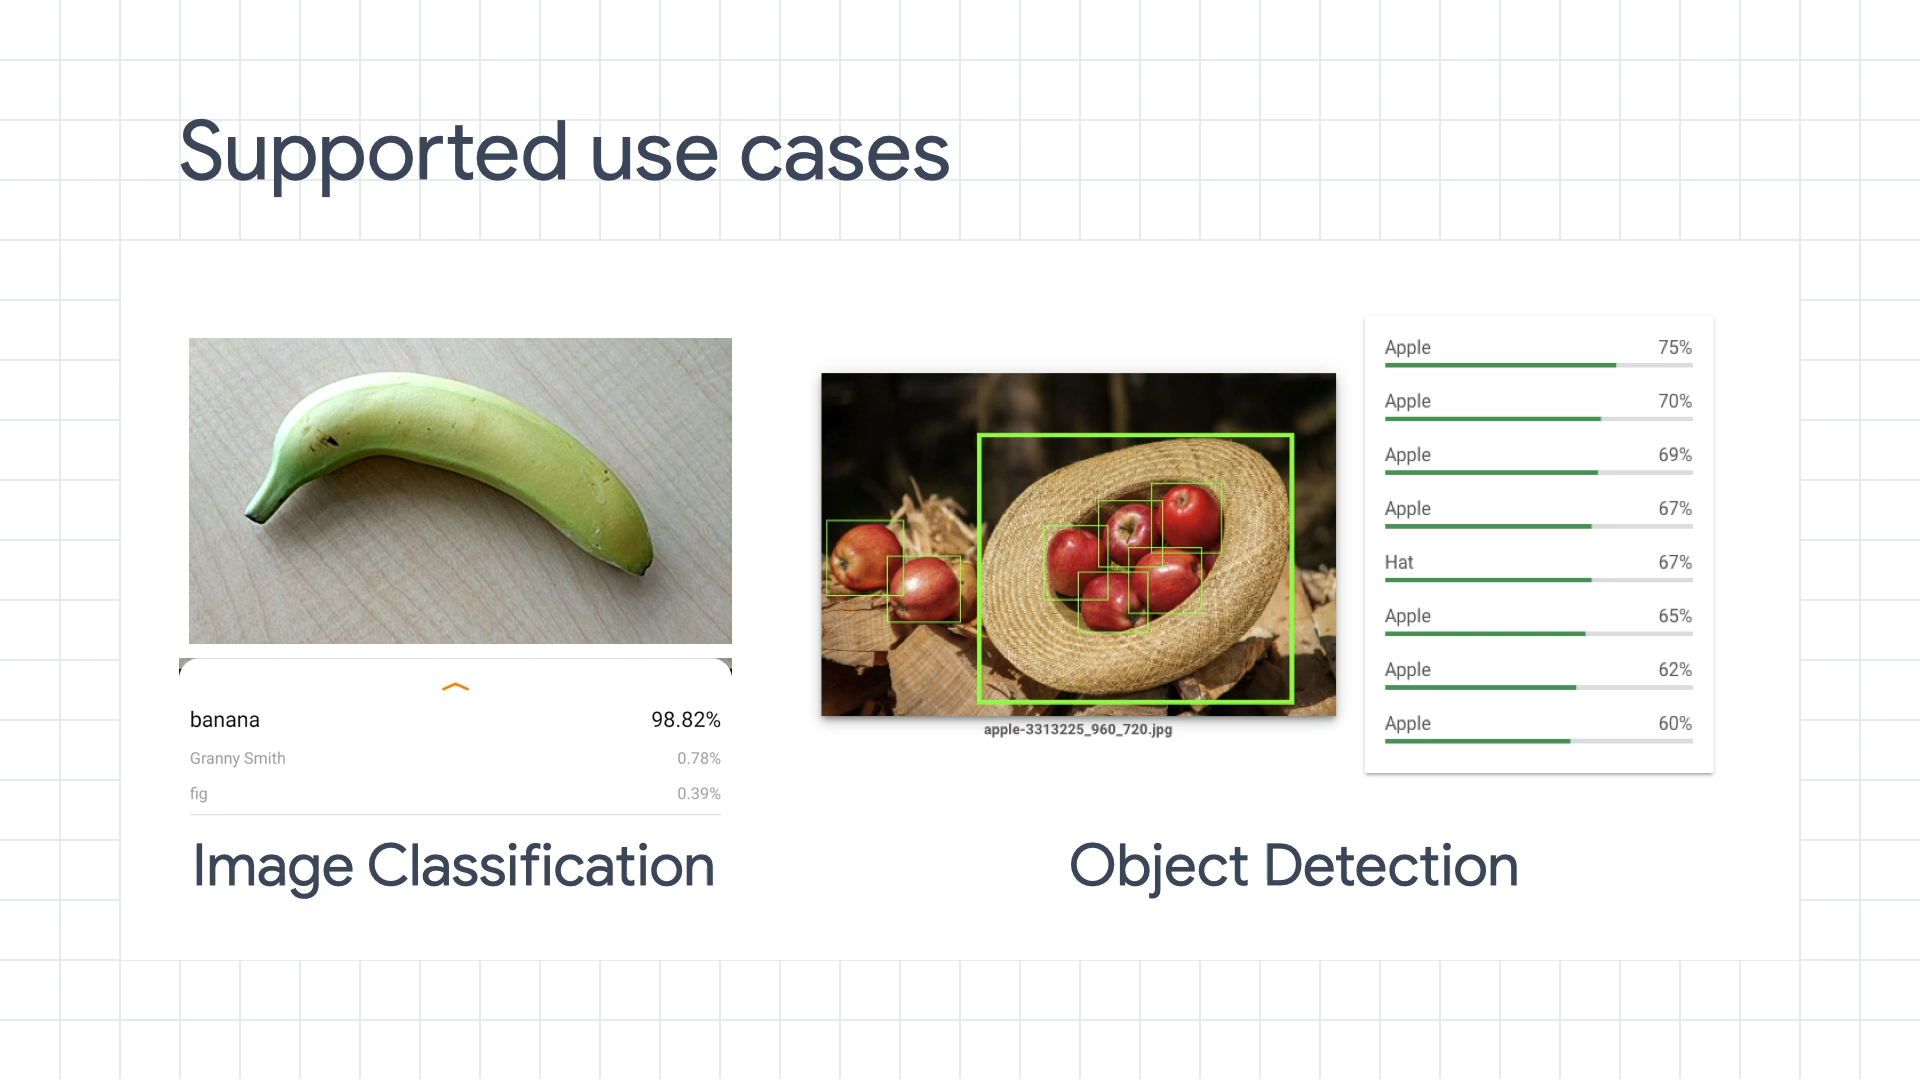 Supported use cases
banana 98.82%
Granny Smith 0.78%
fig 0.39%
Image Classification
apple-3313225_960_720.jpg
Apple 75%
Apple 70%
Apple 69%
Apple 67%
Hat 67%
Apple 65%
Apple 62%
Apple 60%
Object Detection